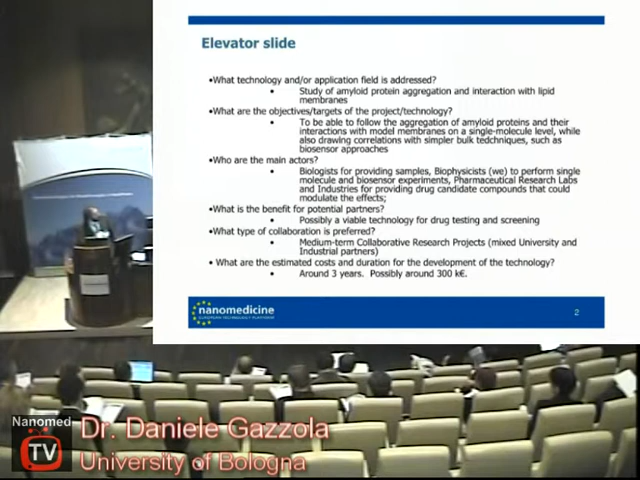 Elevator slide
•What technology and/or application field is addressed?
• Study of amyloid protein aggregation and interaction with lipid
membranes
•What are the objectives/targets of the project/technology?
• To be able to follow the aggregation of amyloid proteins and their
interactions with model membranes on a single-molecule level, while
also drawing correlations with simpler bulk tedchniques, such as
biosensor approaches
•Who are the main actors?
• Biologists for providing samples, Biophysicists (we) to perform single
molecule and biosensor experiments, Pharmaceutical Research Labs
and Industries for providing drug candidate compounds that could
modulate the effects;
•What is the benefit for potential partners?
• Possibly a viable technology for drug testing and screening
•What type of collaboration is preferred?
• Medium-term Collaborative Research Projects (mixed University and
Industrial partners)
• What are the estimated costs and duration for the development of the technology?
• Around 3 years. Possibly around 300 k€.
nanomedicine
EUROPEAN TECHNOLOGY PLATFORM
2
Nanomed
TV
Dr. Daniele Gazzola
University of Bologna